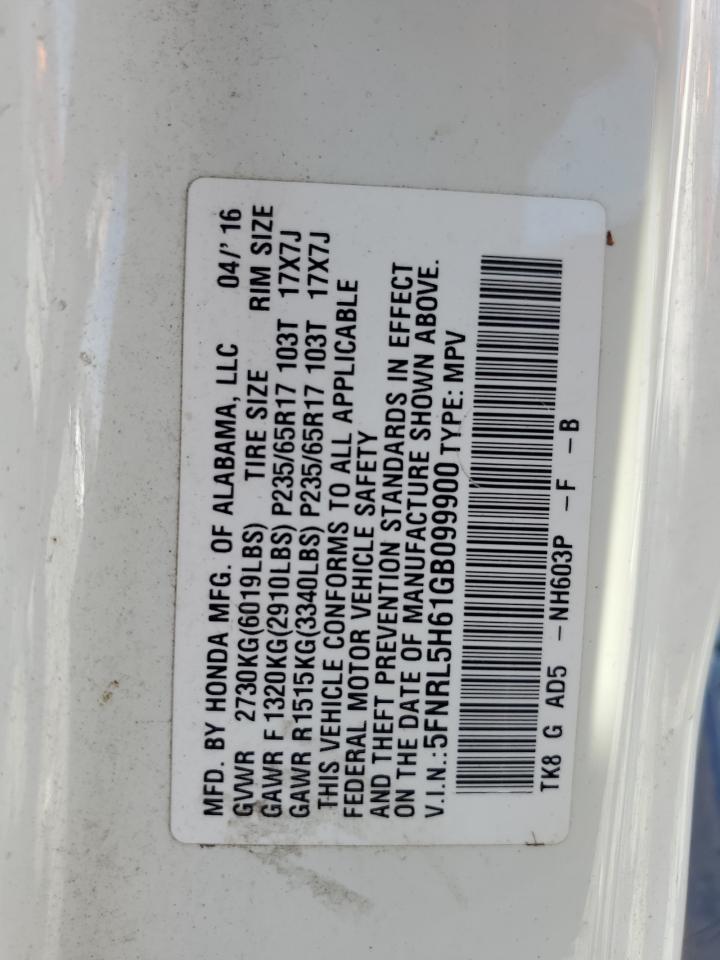 MFD. BY HONDA MFG. OF ALABAMA, LLC 04/'16
GVWR 2730KG(6019LBS) TIRE SIZE RIM SIZE
GAWR F 1320KG(2910LBS) P235/65R17 103T 17X7J
GAWR R1515KG(3340LBS) P235/65R17 103T 17X7J
THIS VEHICLE CONFORMS TO ALL APPLICABLE
FEDERAL MOTOR VEHICLE SAFETY
AND THEFT PREVENTION STANDARDS IN EFFECT
ON THE DATE OF MANUFACTURE SHOWN ABOVE.
V.I.N.:5FNRL5H61GB099900 TYPE: MPV
TK8 G AD5 -NH603P -F -B